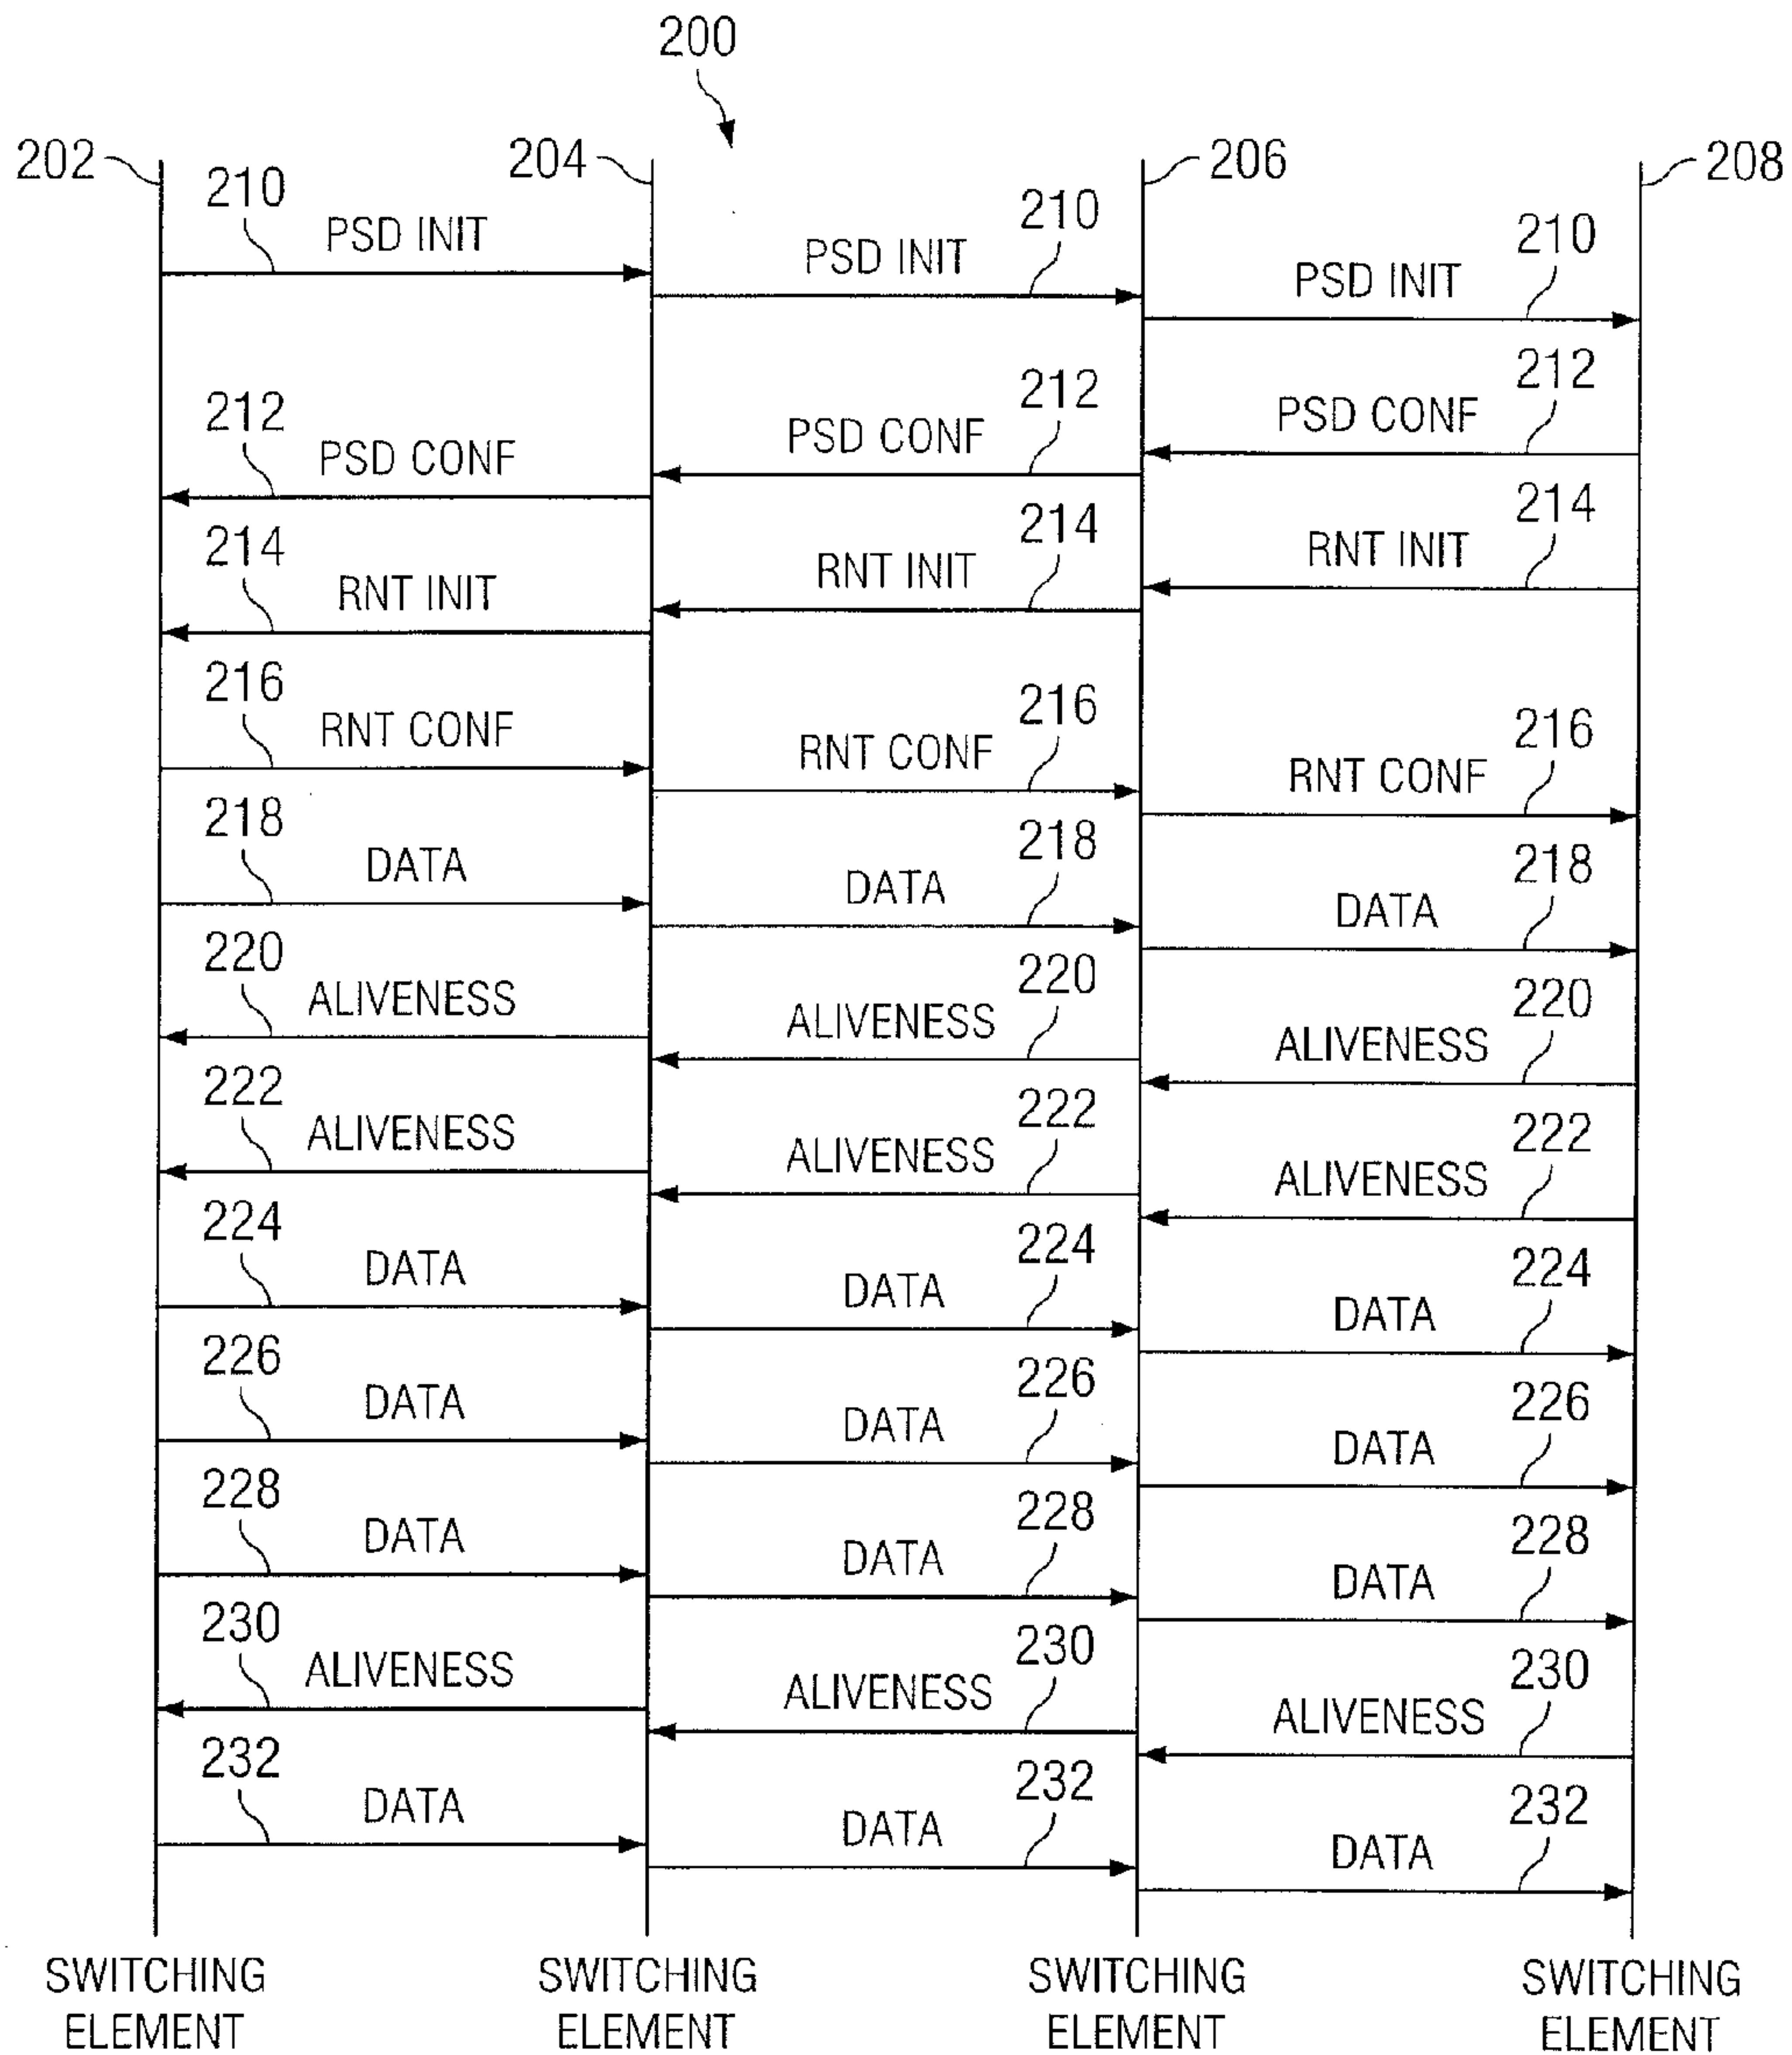 200
202
204
206
208
210
PSD INIT
210
PSD INIT
210
PSD INIT
212
PSD CONF
212
PSD CONF
212
PSD CONF
214
RNT INIT
214
RNT INIT
214
RNT INIT
216
RNT CONF
216
RNT CONF
216
RNT CONF
218
DATA
218
DATA
218
DATA
220
ALIVENESS
220
ALIVENESS
220
ALIVENESS
222
ALIVENESS
222
ALIVENESS
222
ALIVENESS
224
DATA
224
DATA
224
DATA
226
DATA
226
DATA
226
DATA
228
DATA
228
DATA
228
DATA
230
ALIVENESS
230
ALIVENESS
230
ALIVENESS
232
DATA
232
DATA
232
DATA
SWITCHING
ELEMENT
SWITCHING
ELEMENT
SWITCHING
ELEMENT
SWITCHING
ELEMENT